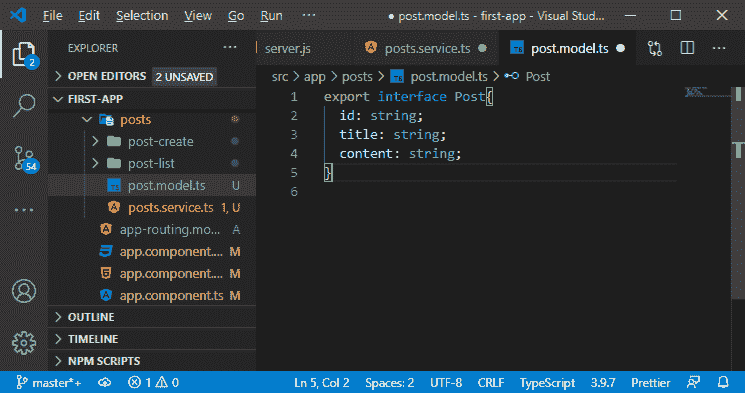 File Edit Selection View Go Run ··· • post.model.ts - first-app - Visual Stud...
EXPLORER ···
server.js posts.service.ts ● post.model.ts ● ···
2
OPEN EDITORS 2 UNSAVED
src > app > posts > post.model.ts > Post
FIRST-APP
posts
post-create
post-list
post.model.ts U
posts.service.ts 1, U
app-routing.mo... A
app.component.... M
app.component.... M
app.component.ts M
54
OUTLINE
TIMELINE
NPM SCRIPTS
1 export interface Post{
2 id: string;
3 title: string;
4 content: string;
5 }
6
master*+ 1 0 Ln 5, Col 2 Spaces: 2 UTF-8 CRLF TypeScript 3.9.7 Prettier